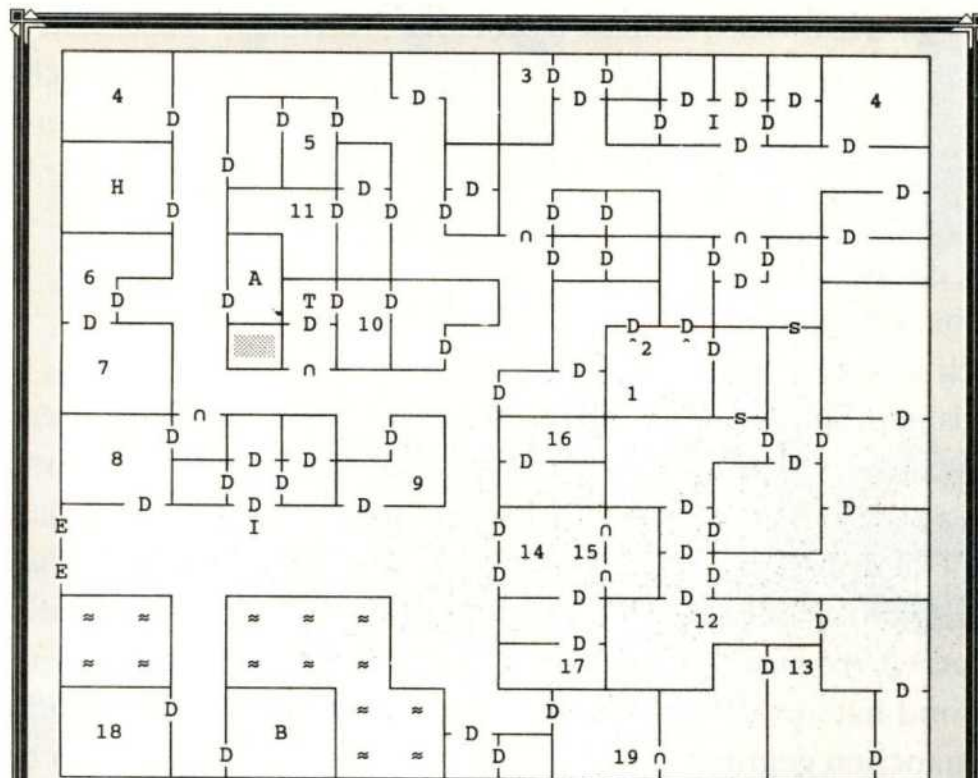 3 D D
4 D D D D 4
D D D D I D
5
D D D
H D D D
D 11 D D D D D
∩ ∩ D
6 A D D D D
D D T D D D
D D 10 D ^ D ^ S
2 D
7 D
∩ D D
1
∩ S D
D D 16 D D
8 D D D D
D D 9
D D D D D
E I D ∩ D
14 15 D
E D ∩ D
D D
≈ ≈ ≈ ≈ ≈ 12 D
≈ ≈ ≈ ≈ ≈ D
17 D 13
D
D ≈ ≈ D
18 B D
D ≈ ≈ D 19 ∩ D